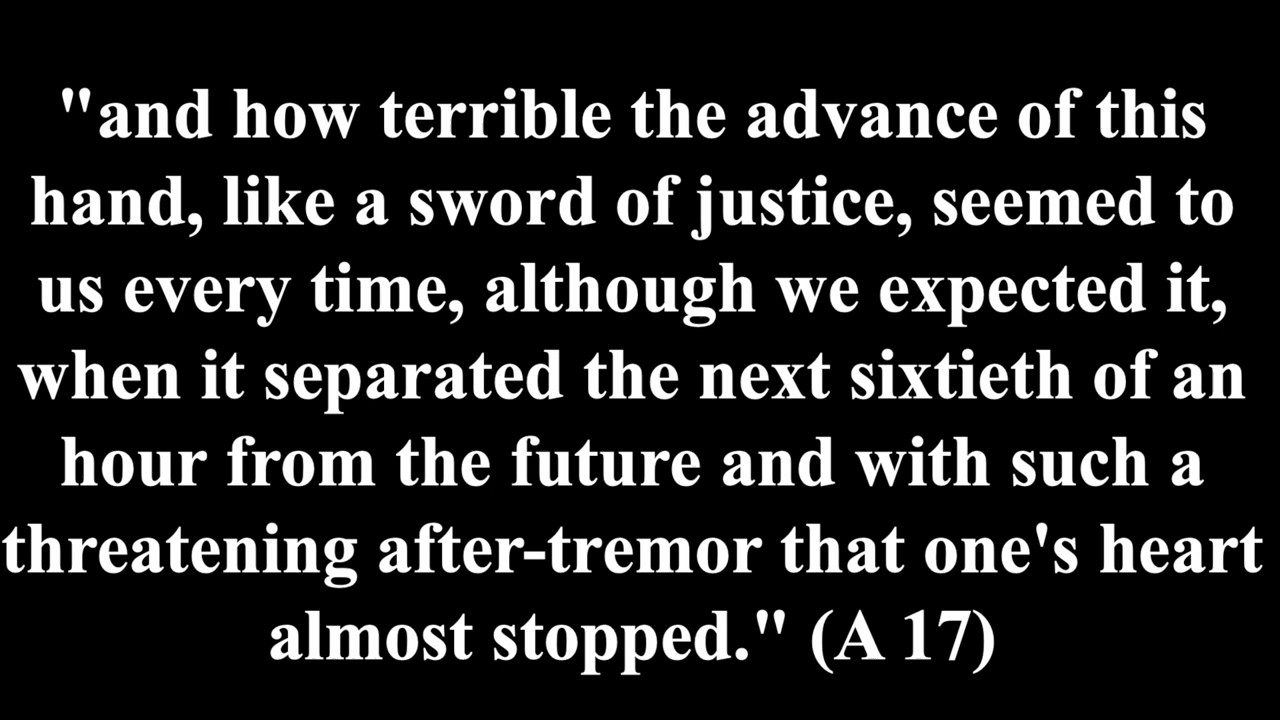 "and how terrible the advance of this
hand, like a sword of justice, seemed to
us every time, although we expected it,
when it separated the next sixtieth of an
hour from the future and with such a
threatening after-tremor that one's heart
almost stopped." (A 17)